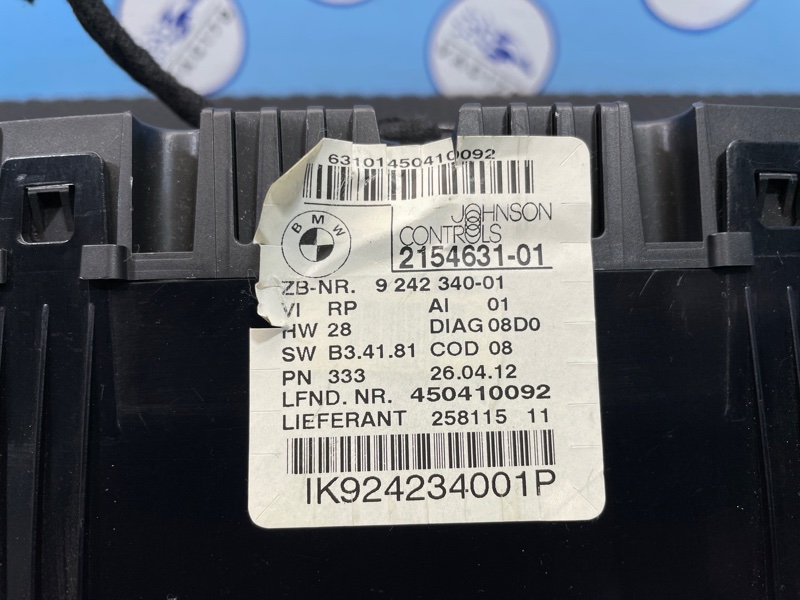 63101450410092
BMW
JOHNSON
CONTROLS
2154631-01
ZB-NR. 9 242 340-01
VI RP AI 01
HW 28 DIAG 08D0
SW B3.41.81 COD 08
PN 333 26.04.12
LFND. NR. 450410092
LIEFERANT 258115 11
IK924234001P